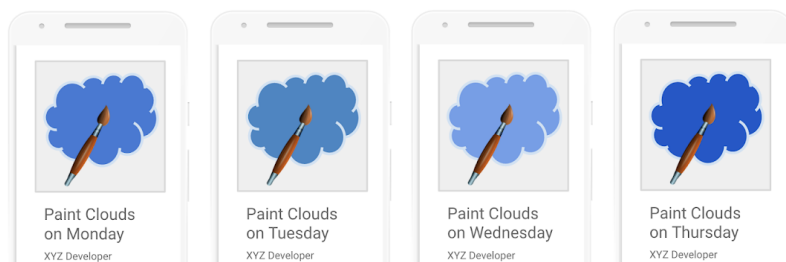 Paint Clouds
on Monday
XYZ Developer
Paint Clouds
on Tuesday
XYZ Developer
Paint Clouds
on Wednesday
XYZ Developer
Paint Clouds
on Thursday
XYZ Developer